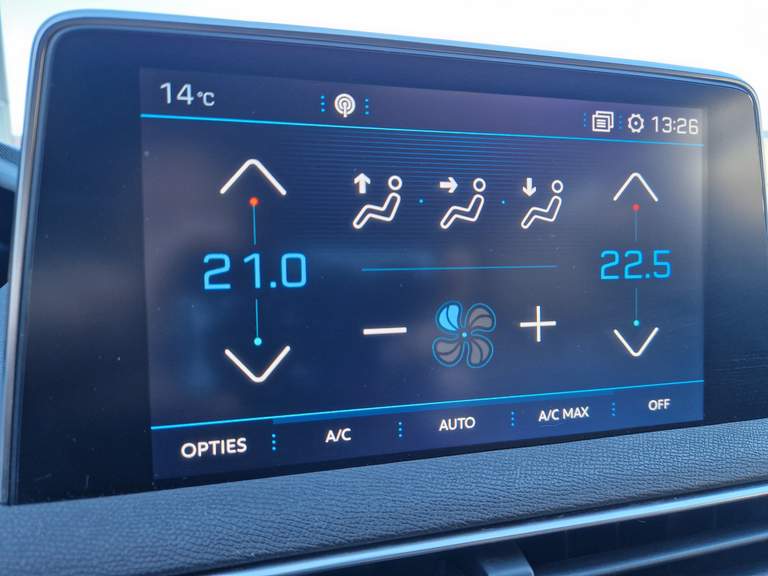 14°C 13:26
21.0 22.5
OPTIES A/C AUTO A/C MAX OFF